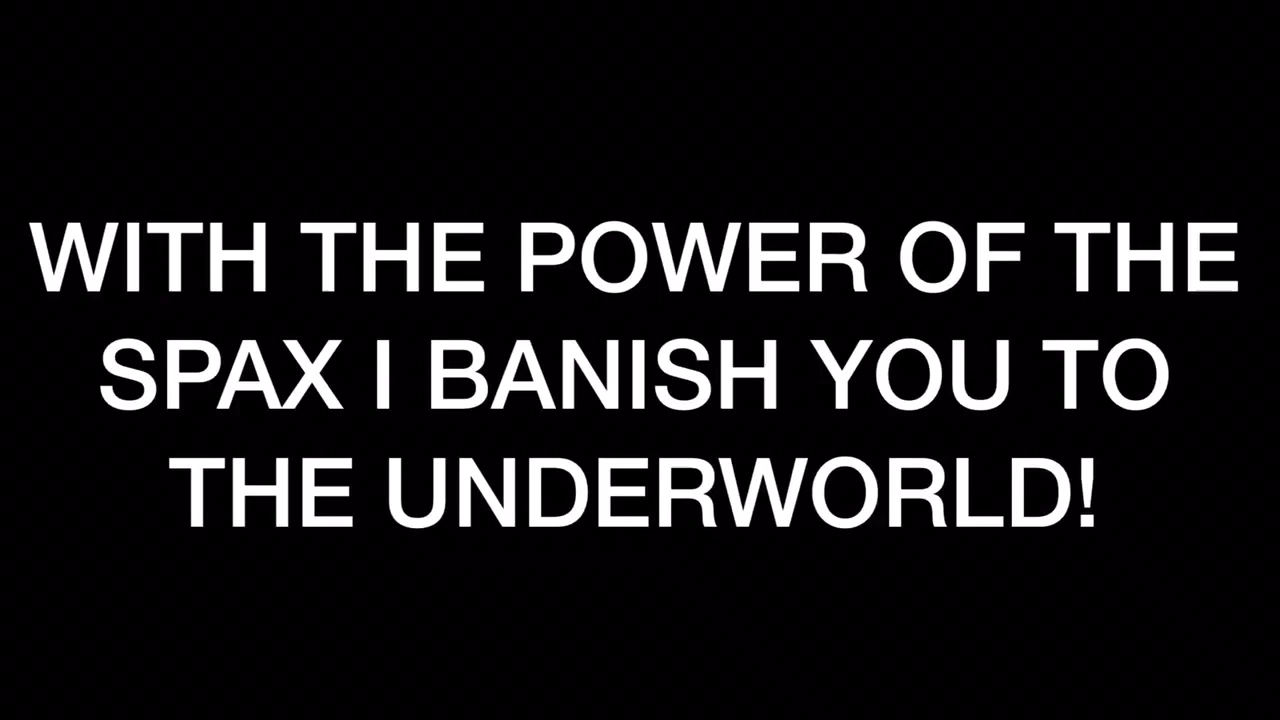 WITH THE POWER OF THE
SPAX I BANISH YOU TO
THE UNDERWORLD!